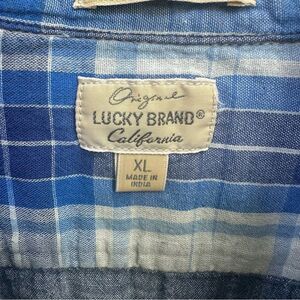 Original
LUCKY BRAND®
California
XL
MADE IN
INDIA